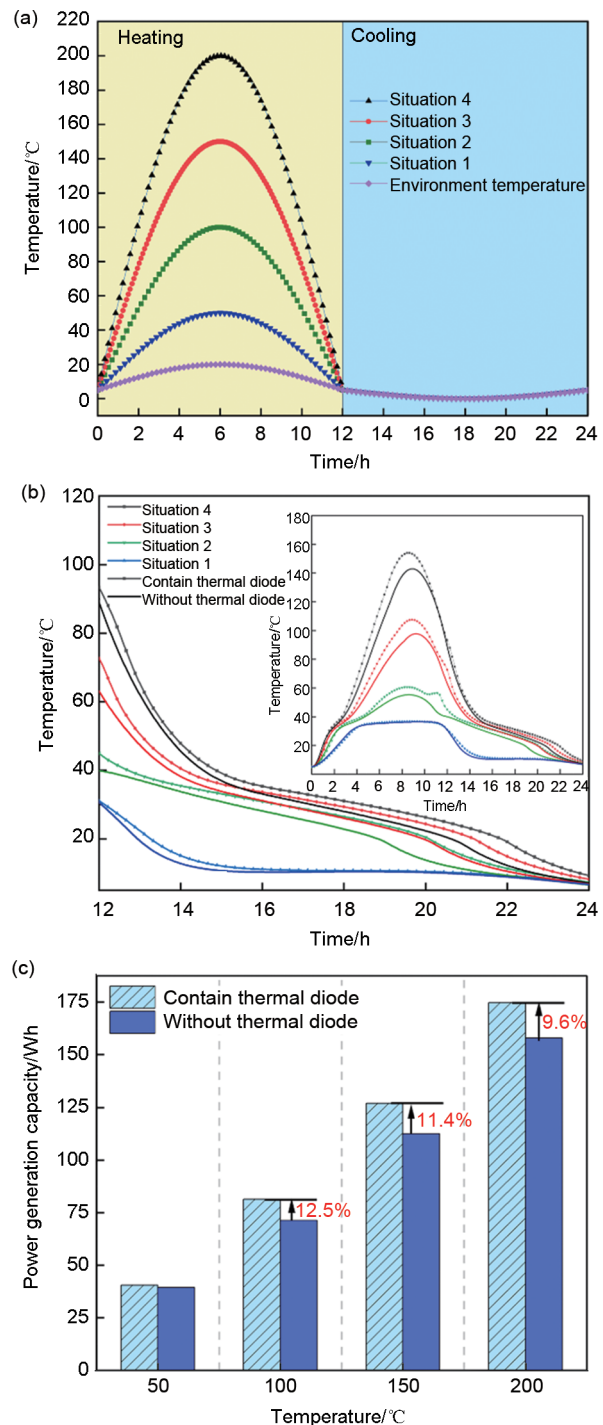 (a)
Heating
Cooling
Situation 4
Situation 3
Situation 2
Situation 1
Environment temperature
220
200
180
160
140
120
100
80
60
40
20
0
Temperature/℃
0 2 4 6 8 10 12 14 16 18 20 22 24
Time/h
(b)
Situation 4
Situation 3
Situation 2
Situation 1
Contain thermal diode
Without thermal diode
120
100
80
60
40
20
Temperature/℃
12 14 16 18 20 22 24
Time/h
180
160
140
120
100
80
60
40
20
Temperature/℃
0 2 4 6 8 10 12 14 16 18 20 22 24
Time/h
(c)
Contain thermal diode
Without thermal diode
175
150
125
100
75
50
25
0
Power generation capacity/Wh
12.5%
11.4%
9.6%
50 100 150 200
Temperature/℃